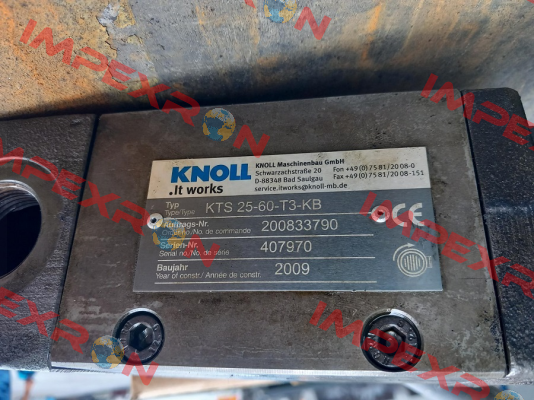 KNOLL
.It works
KNOLL Maschinenbau GmbH
Schwarzachstraße 20
D-88348 Bad Saulgau
service.itworks@knoll-mb.de
Fon +49(0)7581/2008-0
Fax +49(0)7581/2008-151
Typ
Type/Type:
KTS 25-60-T3-KB
Auftrags-Nr.
Order no./No. de commande
200833790
Serien-Nr.
Serial no./No. de série
407970
Baujahr
Year of constr./Année de constr.
2009
CE
IMPEXRON
IMPEXRON
IMPEXRON
IMPEXRON
IMPEXRON